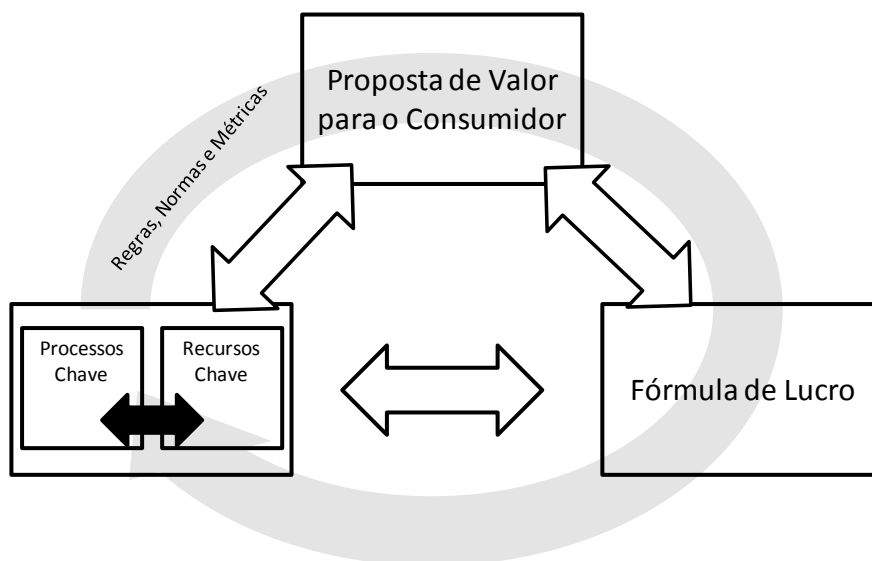 Proposta de Valor
para o Consumidor
Regras, Normas e Métricas
Processos
Chave
Recursos
Chave
Fórmula de Lucro